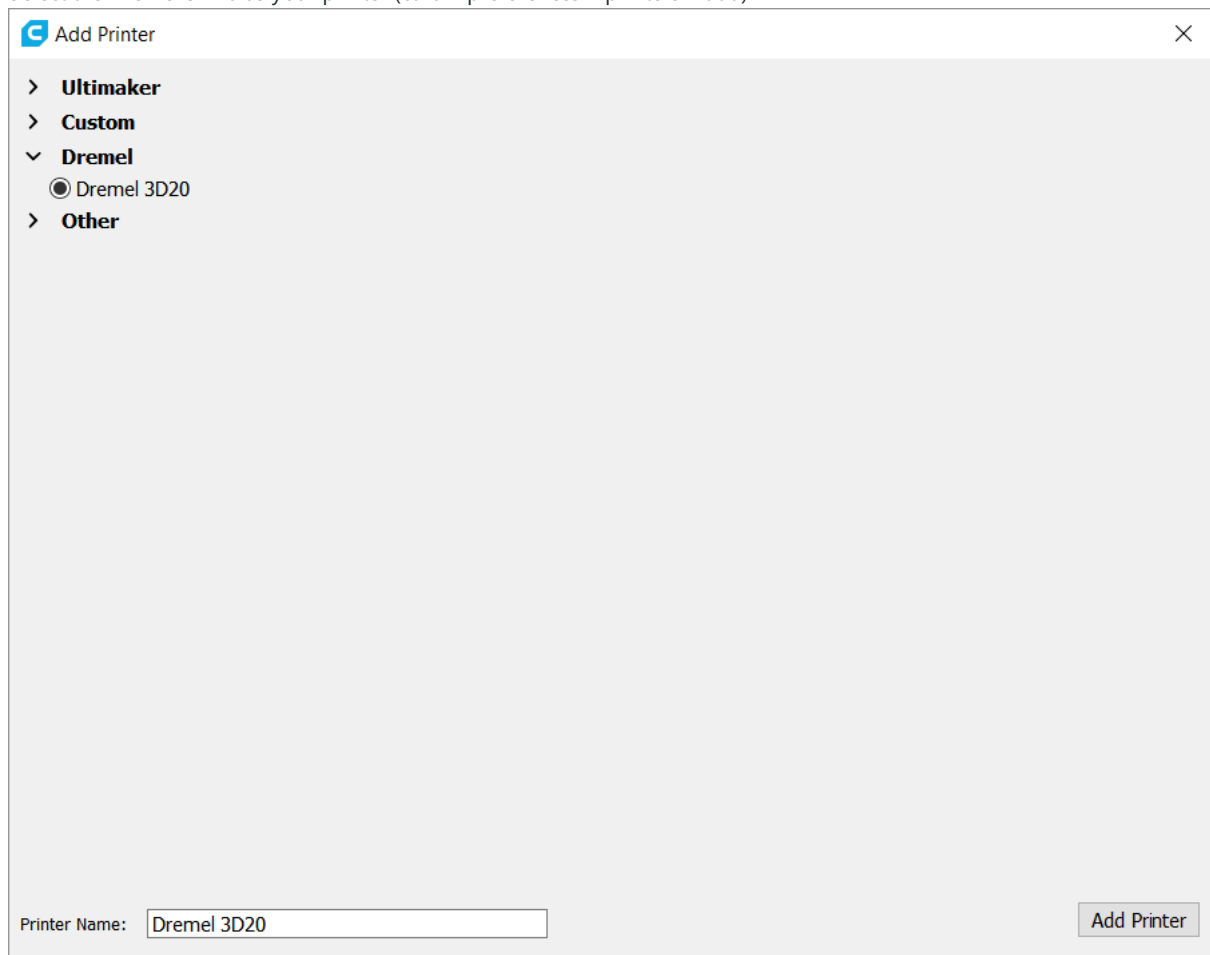 Add Printer
Ultimaker
Custom
Dremel
Dremel 3D20
Other
Printer Name: Dremel 3D20
Add Printer